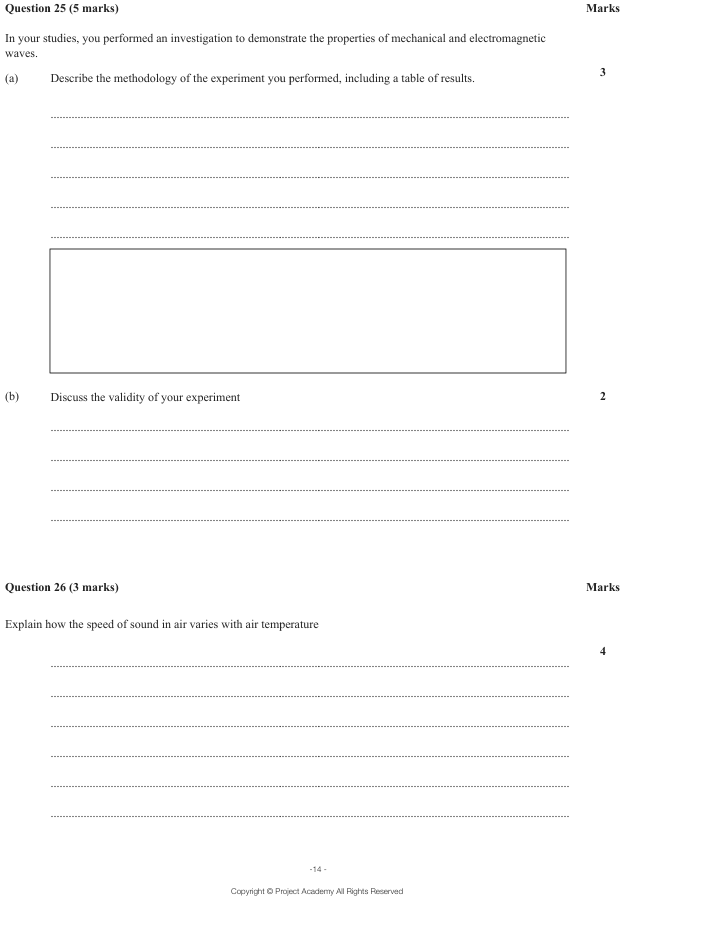 Question 25 (5 marks) Marks
In your studies, you performed an investigation to demonstrate the properties of mechanical and electromagnetic
waves.
(a) Describe the methodology of the experiment you performed, including a table of results. 3
(b) Discuss the validity of your experiment 2
Question 26 (3 marks) Marks
Explain how the speed of sound in air varies with air temperature
4
-14 -
Copyright © Project Academy All Rights Reserved